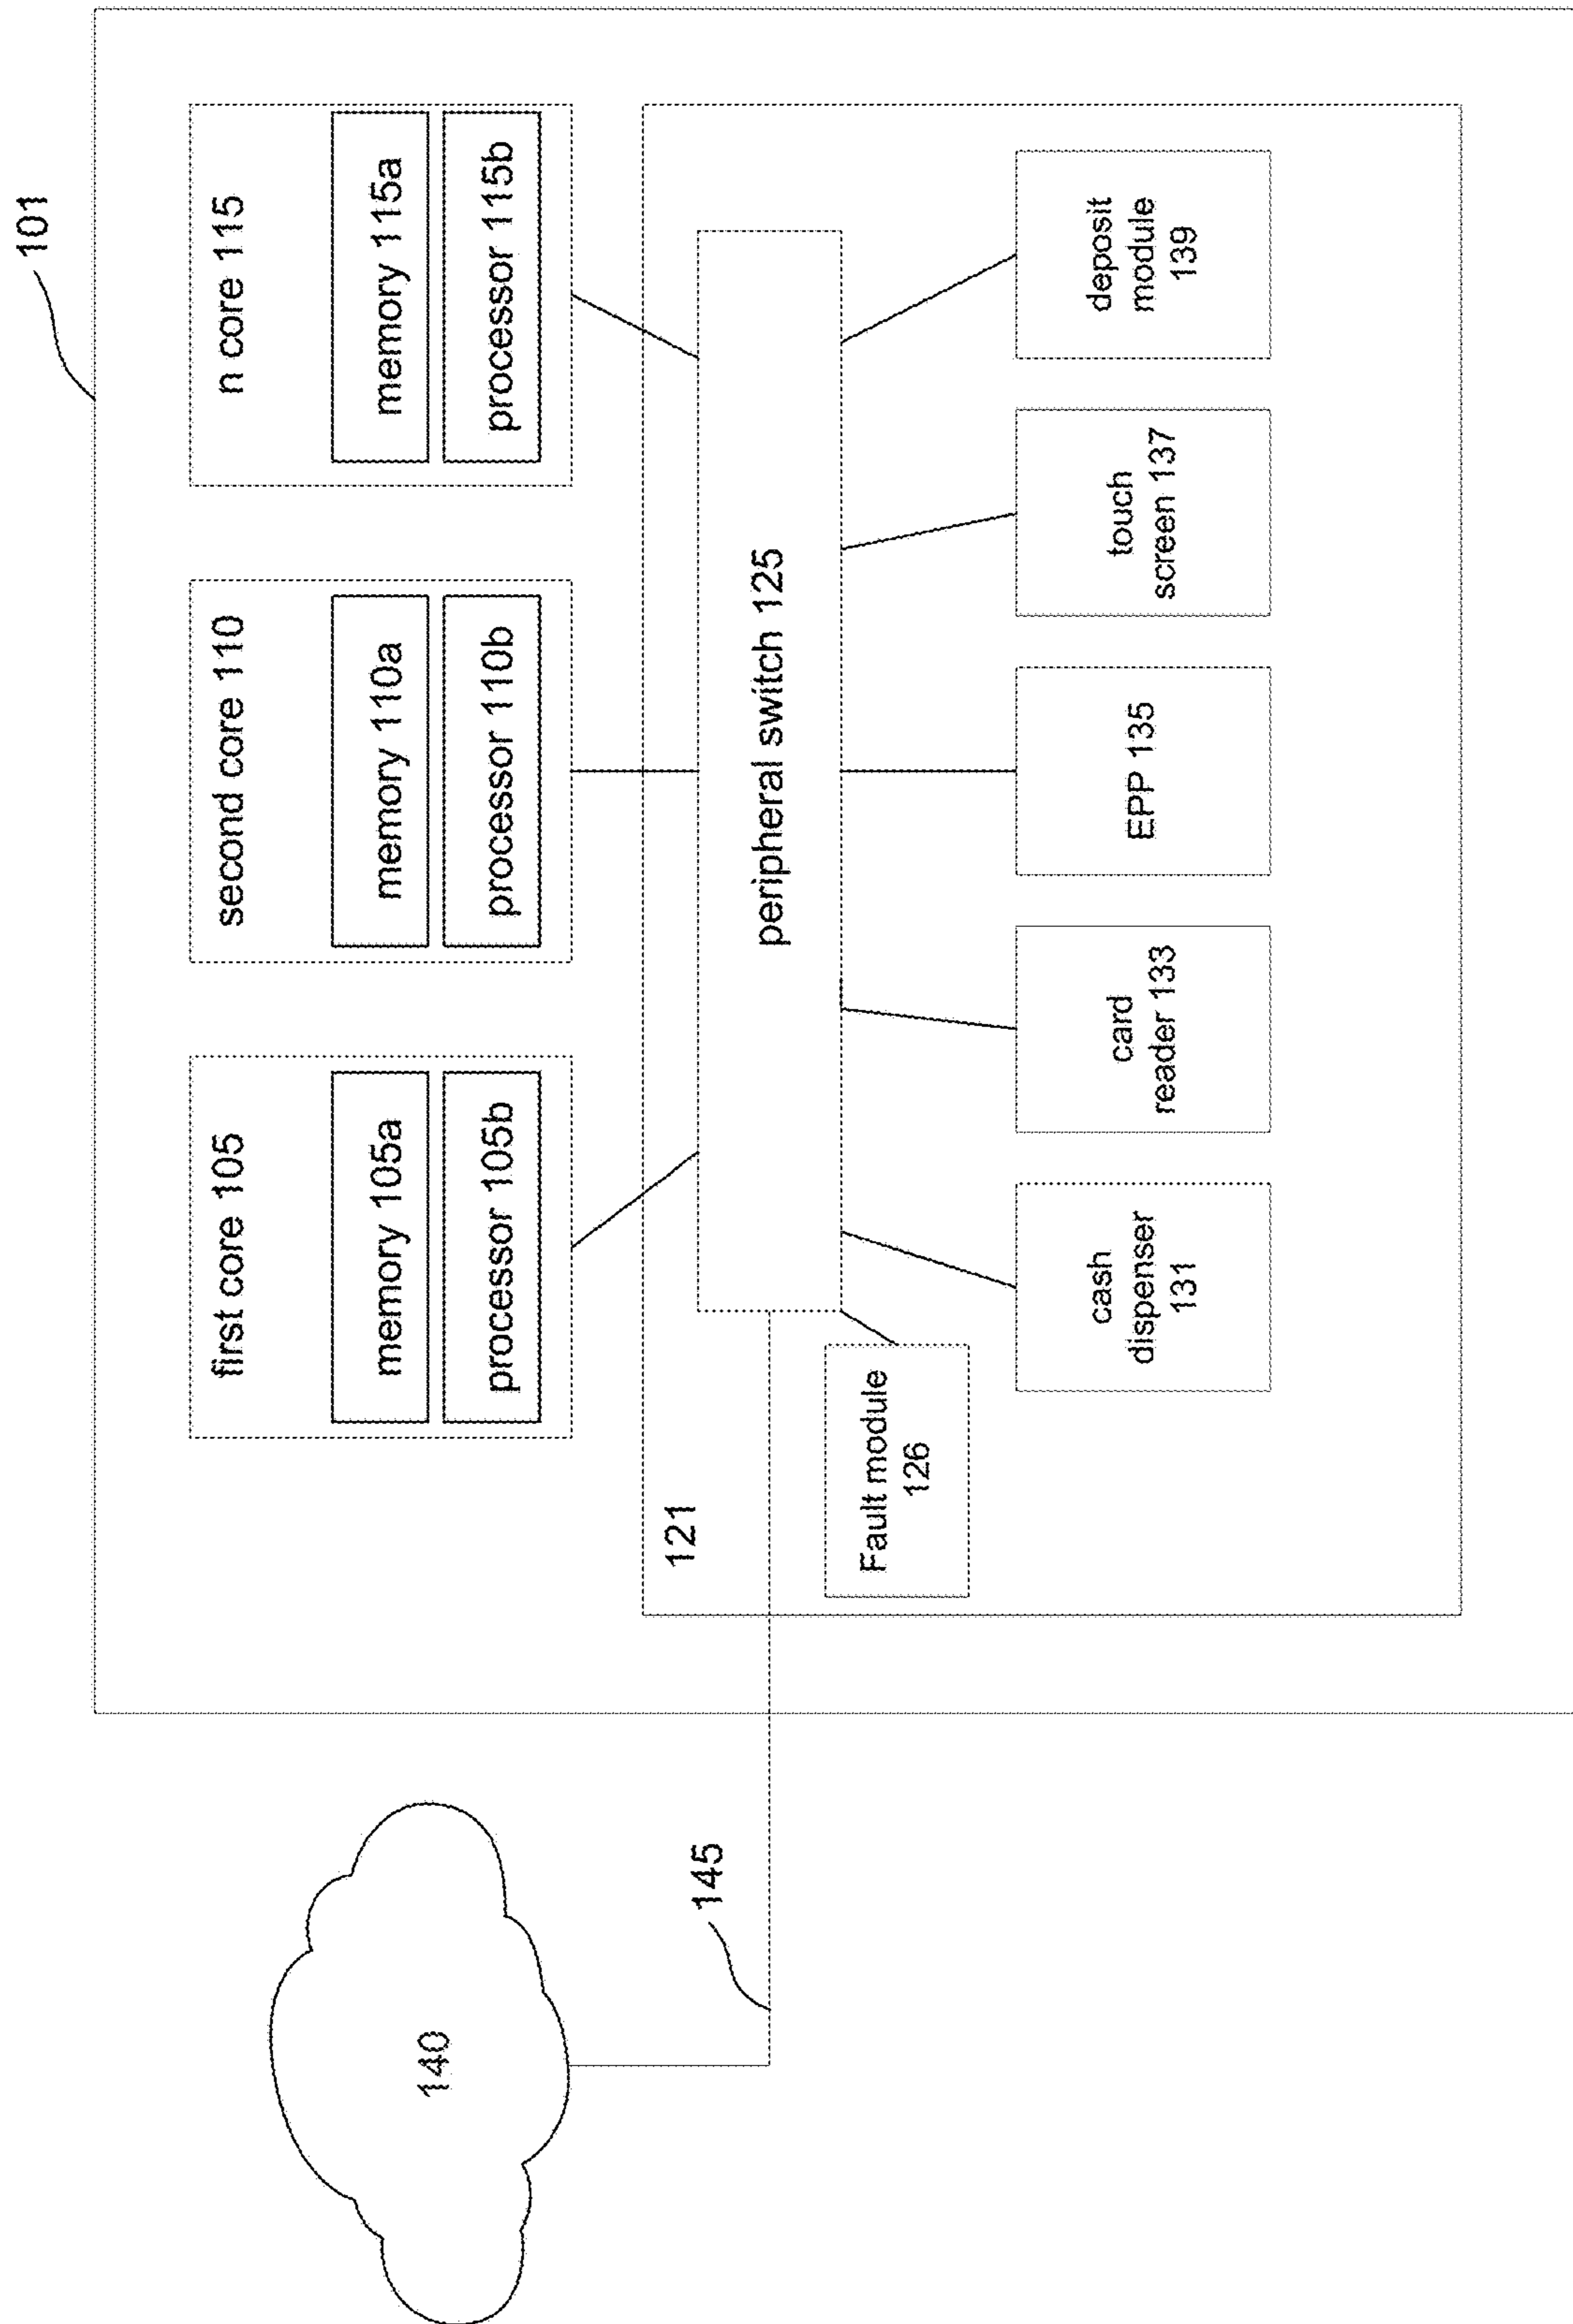 101
first core 105
memory 105a
processor 105b
second core 110
memory 110a
processor 110b
n core 115
memory 115a
processor 115b
140
145
121
peripheral switch 125
Fault module
126
cash
dispenser
131
card
reader 133
EPP 135
touch
screen 137
deposit
module
139